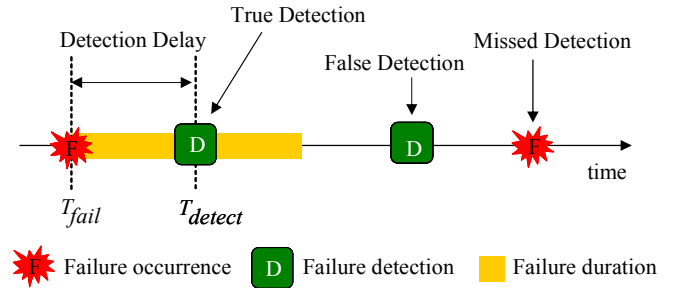 True Detection
Detection Delay
Missed Detection
False Detection
F
D
D
F
time
Tfail
Tdetect
F Failure occurrence
D Failure detection
Failure duration